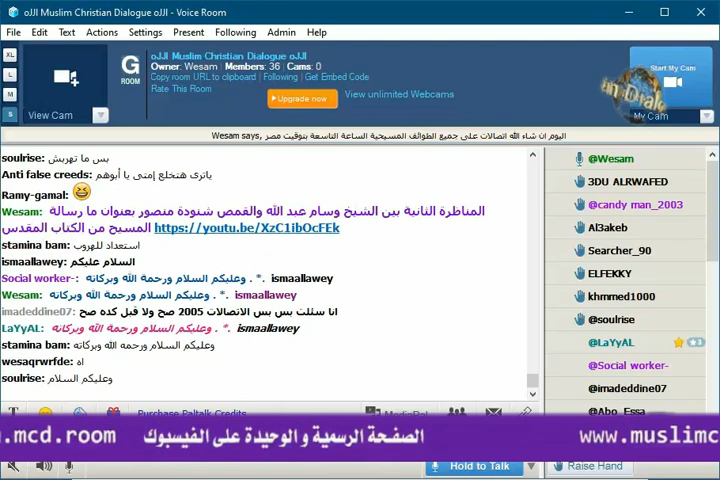 oJJI Muslim Christian Dialogue oJJI - Voice Room
File Edit View Text Actions Settings Present Following Admin Help
XL
L
M
S
View Cam
G
ROOM
oJJI Muslim Christian Dialogue oJJI
Owner: Wesam | Members: 36 | Cams: 0
Copy room URL to clipboard | Following | Get Embed Code
Rate This Room
Upgrade now
View unlimited Webcams
Start My Cam
My Cam
Wesam says, اليوم ان شاء الله اتصالات على جميع الطوائف المسيحية الساعة التاسعة بتوقيت مصر
soulrise: بس ما تهربش
Anti false creeds: ياترى هتخلع إمتى يا أبوهم
Ramy-gamal:
Wesam: المناظرة الثانية بين الشيخ وسام عبد الله والقمص شنودة منصور بعنوان ما رسالة
المسيح من الكتاب المقدس https://youtu.be/XzC1ibOcFEk
stamina bam: استعداد للهروب
ismaallawey: السلام عليكم
Social worker-: وعليكم السلام ورحمة الله وبركاته .*. ismaallawey
Wesam: وعليكم السلام ورحمة الله وبركاته .*. ismaallawey
imadeddine07: انا سئلت بس بس الاتصالات 2005 صح ولا قبل كده صح
LaYyAL: وعليكم السلام ورحمة الله وبركاته .*. ismaallawey
stamina bam: وعليكم السلام ورحمه الله وبركاته
wesaqrwrfde: اه
soulrise: وعليكم السلام
@Wesam
3DU ALRWAFED
@candy man_2003
Al3akeb
Searcher_90
ELFEKKY
khmmed1000
@soulrise
@LaYyAL 3
@Social worker-
@imadeddine07
@Abo_Essa
Purchase Paltalk Credits
.mcd.room الصفحة الرسمية و الوحيدة على الفيسبوك www.muslimc
Hold to Talk
Raise Hand